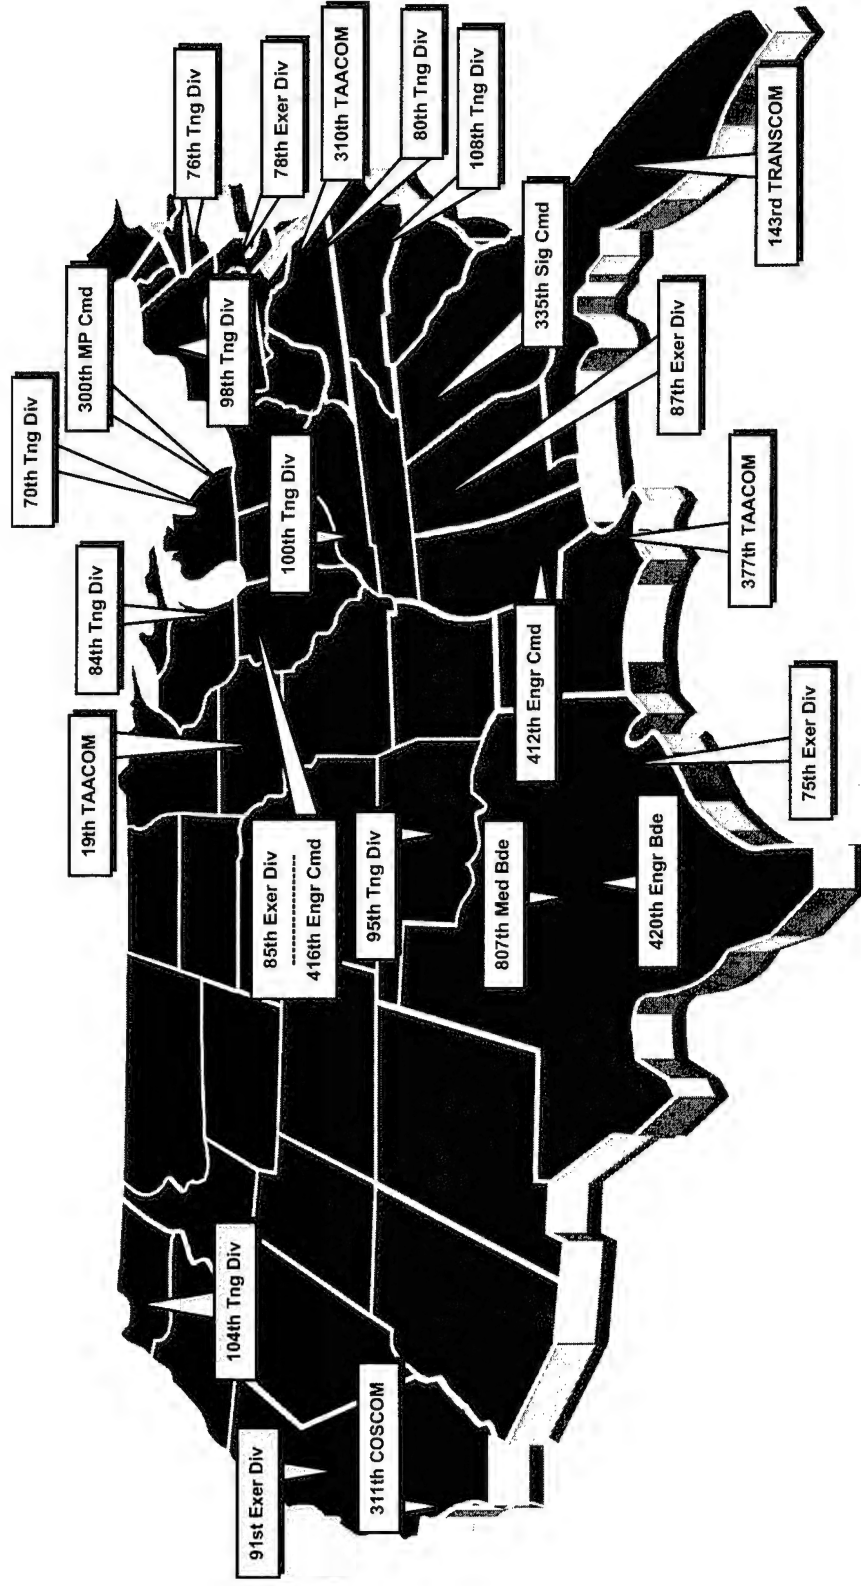 70th Tng Div
300th MP Cmd
76th Tng Div
78th Exer Div
310th TAACOM
80th Tng Div
108th Tng Div
98th Tng Div
84th Tng Div
19th TAACOM
100th Tng Div
335th Sig Cmd
143rd TRANSCOM
87th Exer Div
377th TAACOM
412th Engr Cmd
75th Exer Div
85th Exer Div
---------------
416th Engr Cmd
95th Tng Div
807th Med Bde
420th Engr Bde
104th Tng Div
91st Exer Div
311th COSCOM